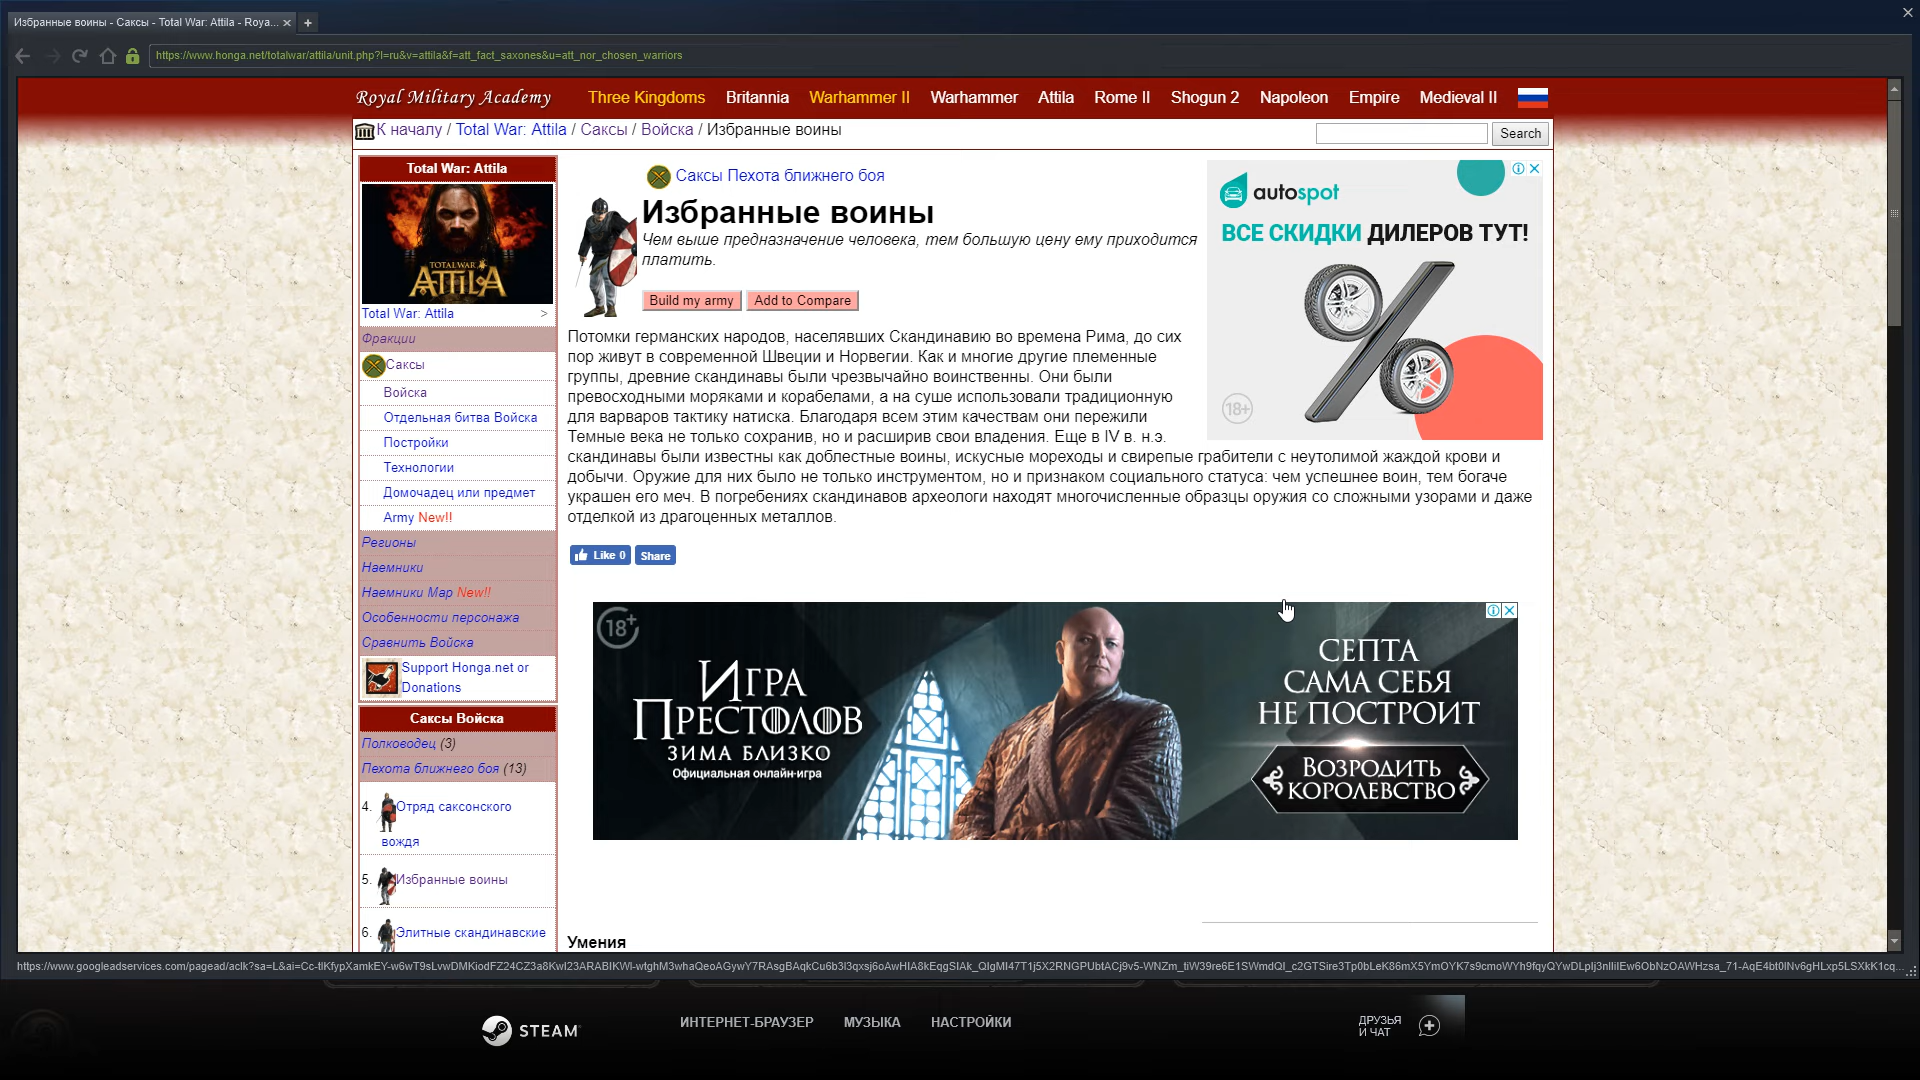 Избранные воины - Саксы - Total War: Attila - Roya...
https://www.honga.net/totalwar/attila/unit.php?l=ru&v=attila&f=att_fact_saxones&u=att_nor_chosen_warriors
Royal Military Academy
Three Kingdoms Britannia Warhammer II Warhammer Attila Rome II Shogun 2 Napoleon Empire Medieval II
К началу / Total War: Attila / Саксы / Войска / Избранные воины
Search
Total War: Attila
TOTAL WAR
ATTILA
Total War: Attila >
Фракции
Саксы
Войска
Отдельная битва Войска
Постройки
Технологии
Домочадец или предмет
Army New!!
Регионы
Наемники
Наемники Map New!!
Особенности персонажа
Сравнить Войска
Support Honga.net or
Donations
Саксы Войска
Полководец (3)
Пехота ближнего боя (13)
4. Отряд саксонского
вождя
5. Избранные воины
6. Элитные скандинавские
Саксы Пехота ближнего боя
Избранные воины
Чем выше предназначение человека, тем большую цену ему приходится
платить.
Build my army Add to Compare
Потомки германских народов, населявших Скандинавию во времена Рима, до сих
пор живут в современной Швеции и Норвегии. Как и многие другие племенные
группы, древние скандинавы были чрезвычайно воинственны. Они были
превосходными моряками и корабелами, а на суше использовали традиционную
для варваров тактику натиска. Благодаря всем этим качествам они пережили
Темные века не только сохранив, но и расширив свои владения. Еще в IV в. н.э.
скандинавы были известны как доблестные воины, искусные мореходы и свирепые грабители с неутолимой жаждой крови и
добычи. Оружие для них было не только инструментом, но и признаком социального статуса: чем успешнее воин, тем богаче
украшен его меч. В погребениях скандинавов археологи находят многочисленные образцы оружия со сложными узорами и даже
отделкой из драгоценных металлов.
Like 0 Share
autospot
ВСЕ СКИДКИ ДИЛЕРОВ ТУТ!
18+
18+
ИГРА
ПРЕСТОЛОВ
ЗИМА БЛИЗКО
Официальная онлайн-игра
СЕПТА
САМА СЕБЯ
НЕ ПОСТРОИТ
ВОЗРОДИТЬ
КОРОЛЕВСТВО
Умения
STEAM
ИНТЕРНЕТ-БРАУЗЕР МУЗЫКА НАСТРОЙКИ
ДРУЗЬЯ
И ЧАТ